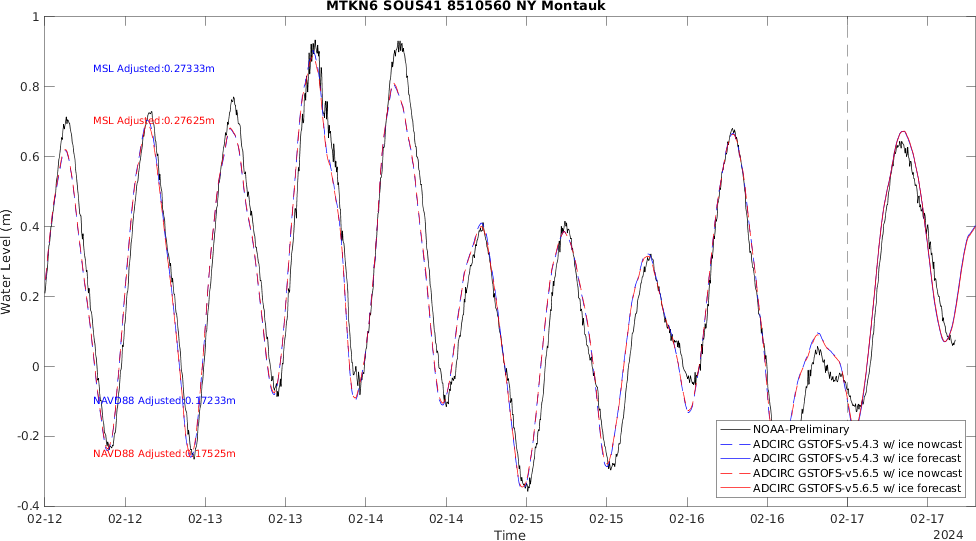 MTKN6 SOUS41 8510560 NY Montauk
1
0.8
0.6
0.4
0.2
0
-0.2
-0.4
Water Level (m)
MSL Adjusted:0.27333m
MSL Adjusted:0.27625m
NAVD88 Adjusted:0.17233m
NAVD88 Adjusted:0.17525m
NOAA-Preliminary
ADCIRC GSTOFS-v5.4.3 w/ ice nowcast
ADCIRC GSTOFS-v5.4.3 w/ ice forecast
ADCIRC GSTOFS-v5.6.5 w/ ice nowcast
ADCIRC GSTOFS-v5.6.5 w/ ice forecast
02-12 02-12 02-13 02-13 02-14 02-14 02-15 02-15 02-16 02-16 02-17 02-17
Time
2024